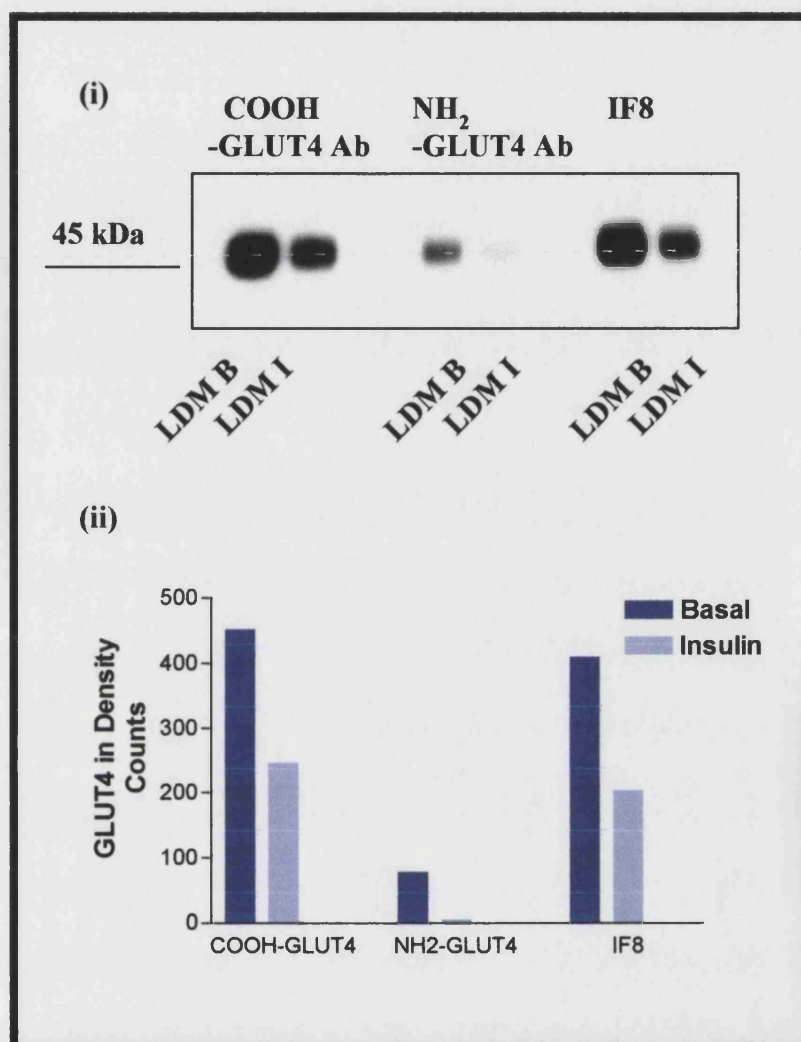 (i)
COOH
-GLUT4 Ab
NH2
-GLUT4 Ab
IF8
45 kDa
LDM B
LDM I
LDM B
LDM I
LDM B
LDM I
(ii)
GLUT4 in Density
Counts
500
400
300
200
100
0
Basal
Insulin
COOH-GLUT4
NH2-GLUT4
IF8